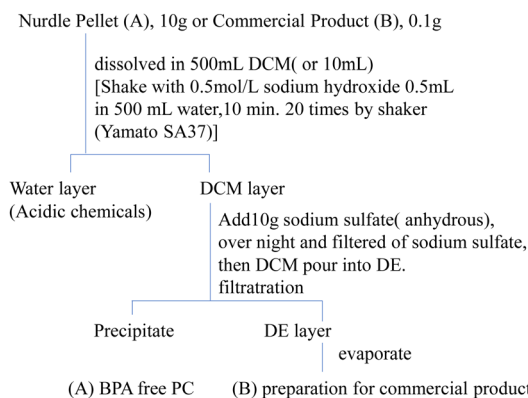 Nurdle Pellet (A), 10g or Commercial Product (B), 0.1g
dissolved in 500mL DCM( or 10mL)
[Shake with 0.5mol/L sodium hydroxide 0.5mL
in 500 mL water,10 min. 20 times by shaker
(Yamato SA37)]
Water layer
(Acidic chemicals)
DCM layer
Add10g sodium sulfate( anhydrous),
over night and filtered of sodium sulfate,
then DCM pour into DE.
filtratration
Precipitate
DE layer
evaporate
(A) BPA free PC
(B) preparation for commercial product